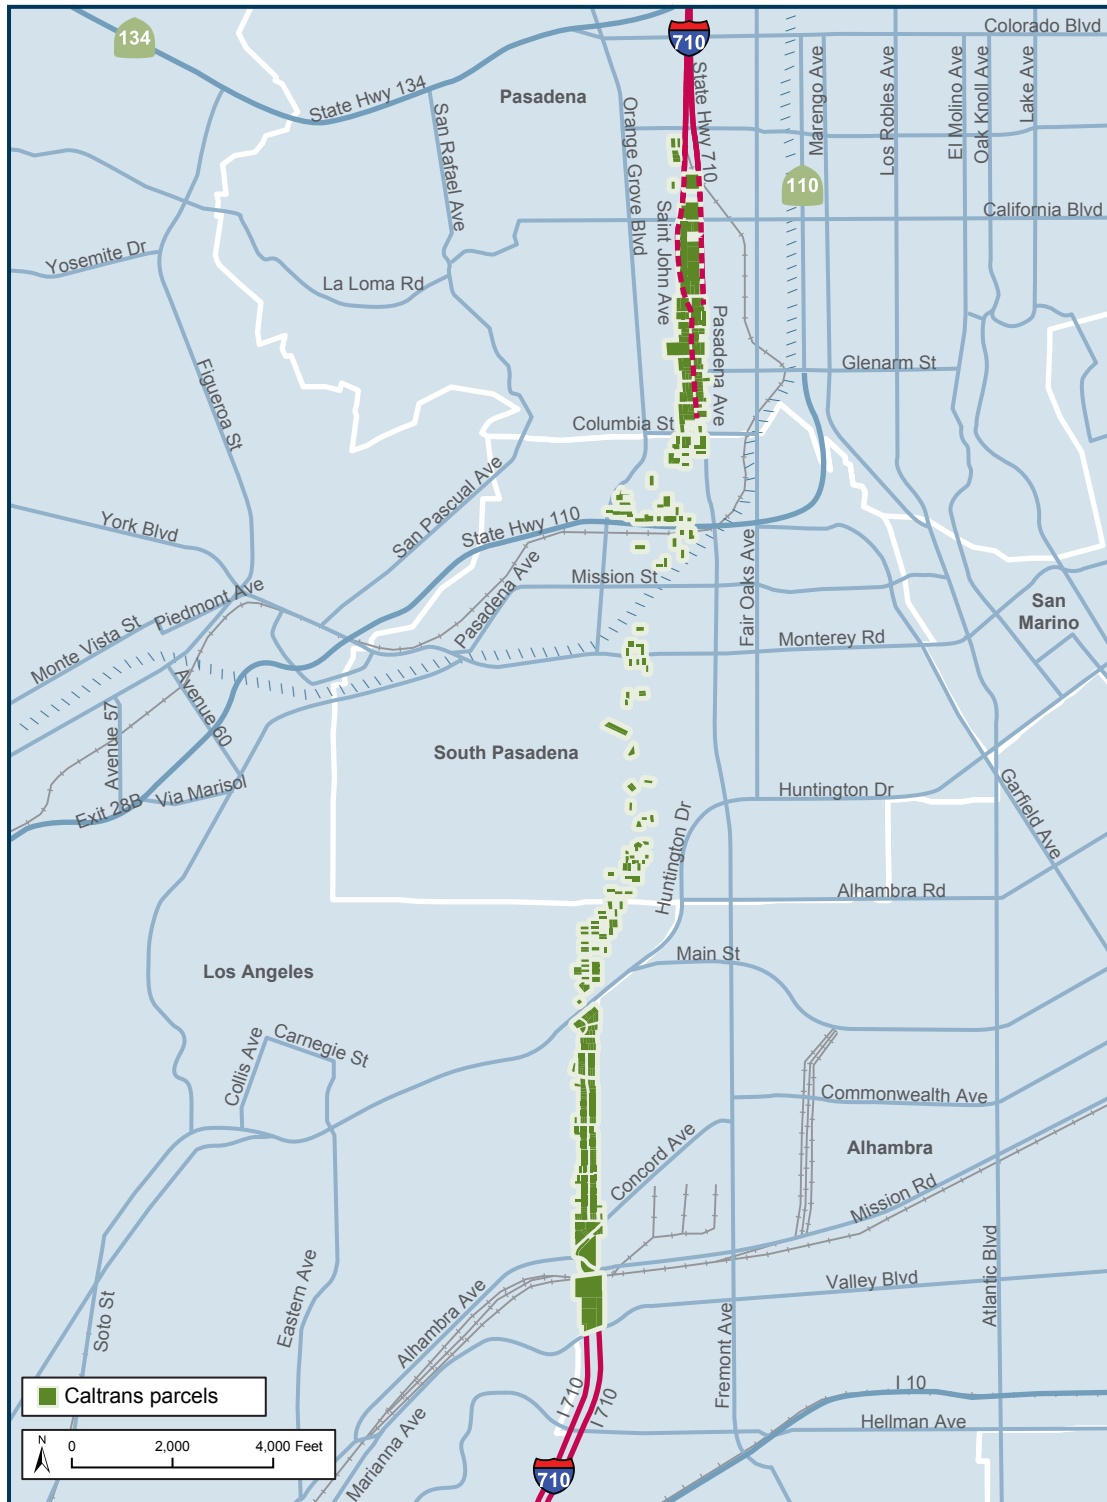 Colorado Blvd
134
710
State Hwy 134
Pasadena
San Rafael Ave
Orange Grove Blvd
State Hwy 710
Marengo Ave
Los Robles Ave
El Molino Ave
Oak Knoll Ave
Lake Ave
110
California Blvd
Saint John Ave
Yosemite Dr
La Loma Rd
Pasadena Ave
Glenarm St
Figueroa St
Columbia St
San Pascual Ave
York Blvd
State Hwy 110
Fair Oaks Ave
Mission St
Pasadena Ave
Piedmont Ave
Monte Vista St
San
Marino
Monterey Rd
Avenue 60
Avenue 57
South Pasadena
Exit 28B
Via Marisol
Huntington Dr
Garfield Ave
Huntington Dr
Alhambra Rd
Main St
Los Angeles
Collis Ave
Carnegie St
Commonwealth Ave
Concord Ave
Alhambra
Mission Rd
Eastern Ave
Soto St
Alhambra Ave
Valley Blvd
Atlantic Blvd
Fremont Ave
I 10
I 710
I 710
Hellman Ave
Marianna Ave
710
Caltrans parcels
N
0 2,000 4,000 Feet